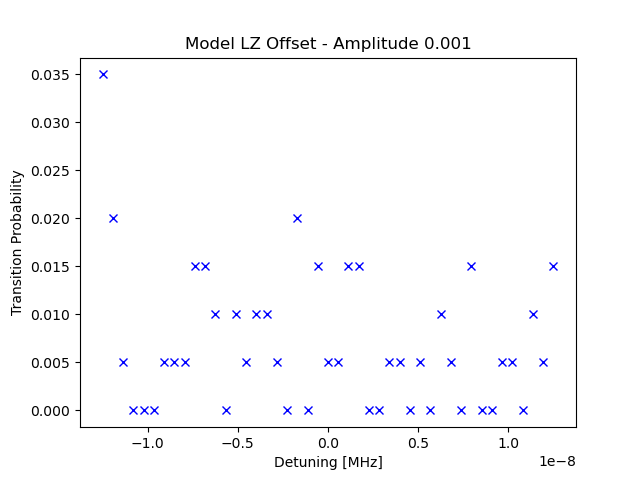 Model LZ Offset - Amplitude 0.001
Transition Probability
0.035
0.030
0.025
0.020
0.015
0.010
0.005
0.000
−1.0 −0.5 0.0 0.5 1.0
1e−8
Detuning [MHz]